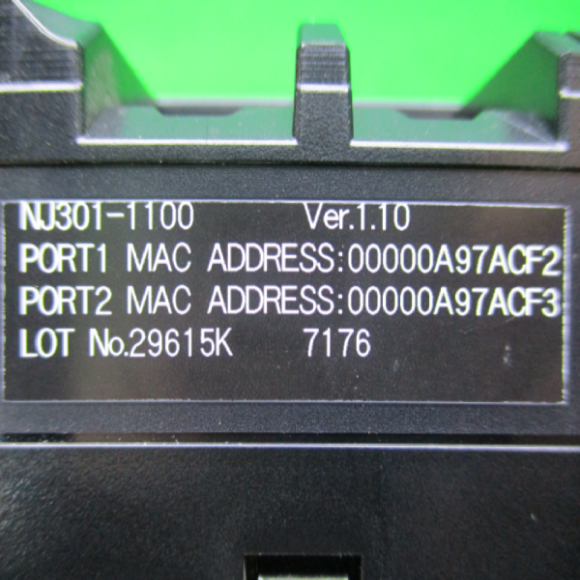 NJ301-1100 Ver.1.10
PORT1 MAC ADDRESS:00000A97ACF2
PORT2 MAC ADDRESS:00000A97ACF3
LOT No.29615K 7176